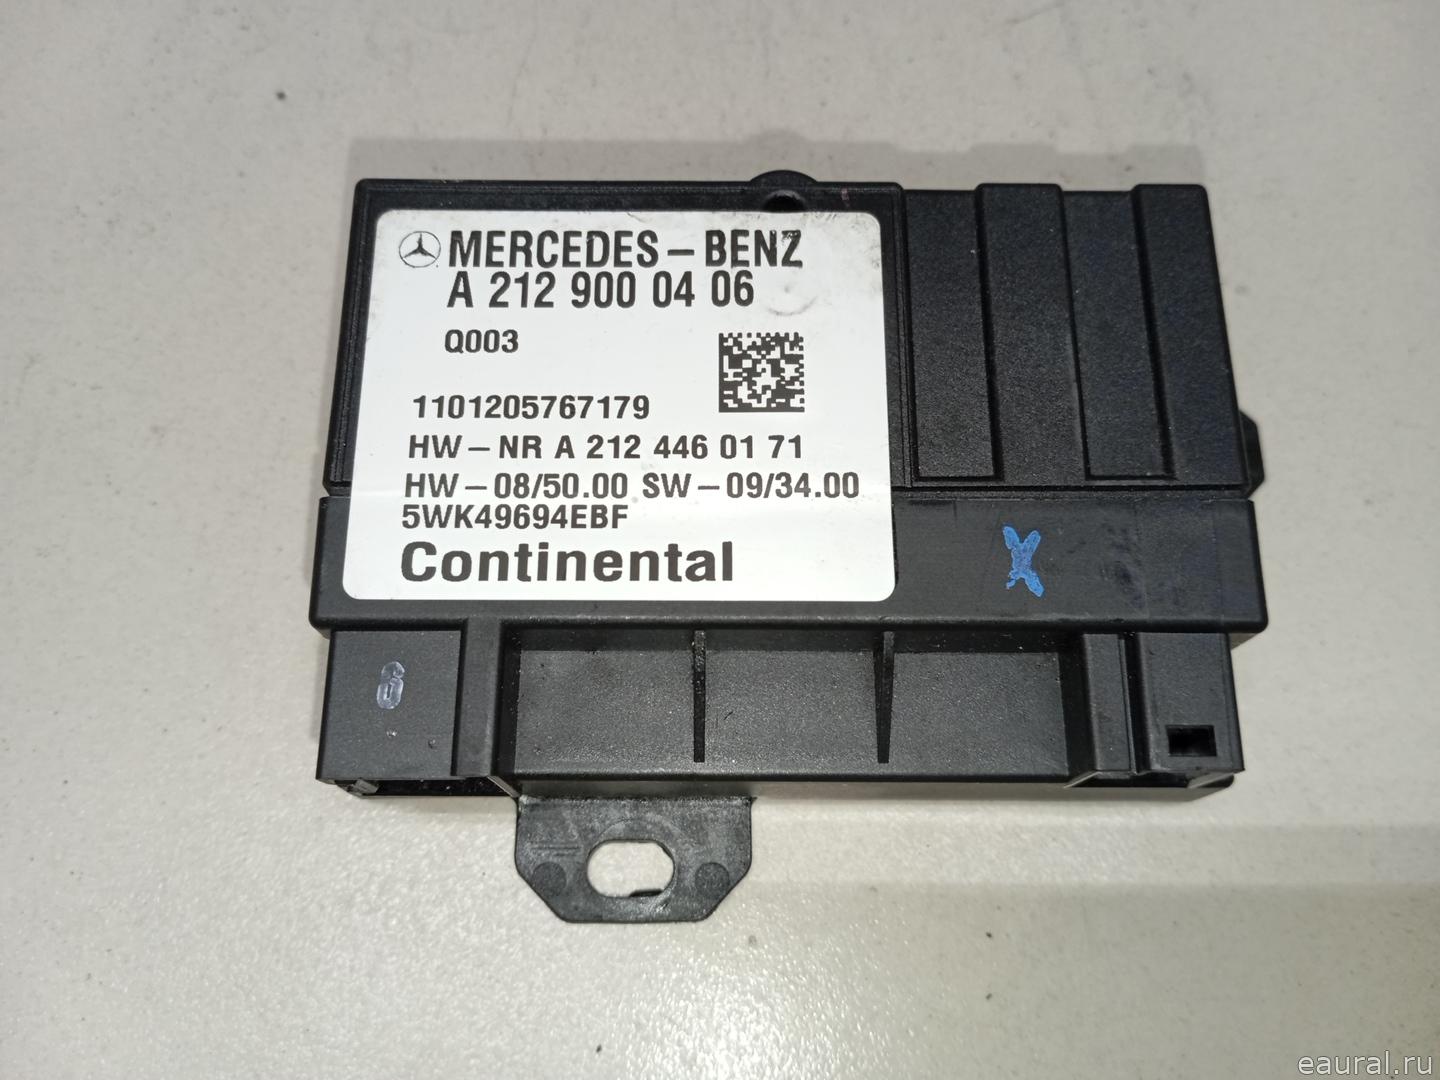 MERCEDES-BENZ
A 212 900 04 06
Q003
1101205767179
HW-NR A 212 446 01 71
HW-08/50.00 SW-09/34.00
5WK49694EBF
Continental
X
6
eaural.ru